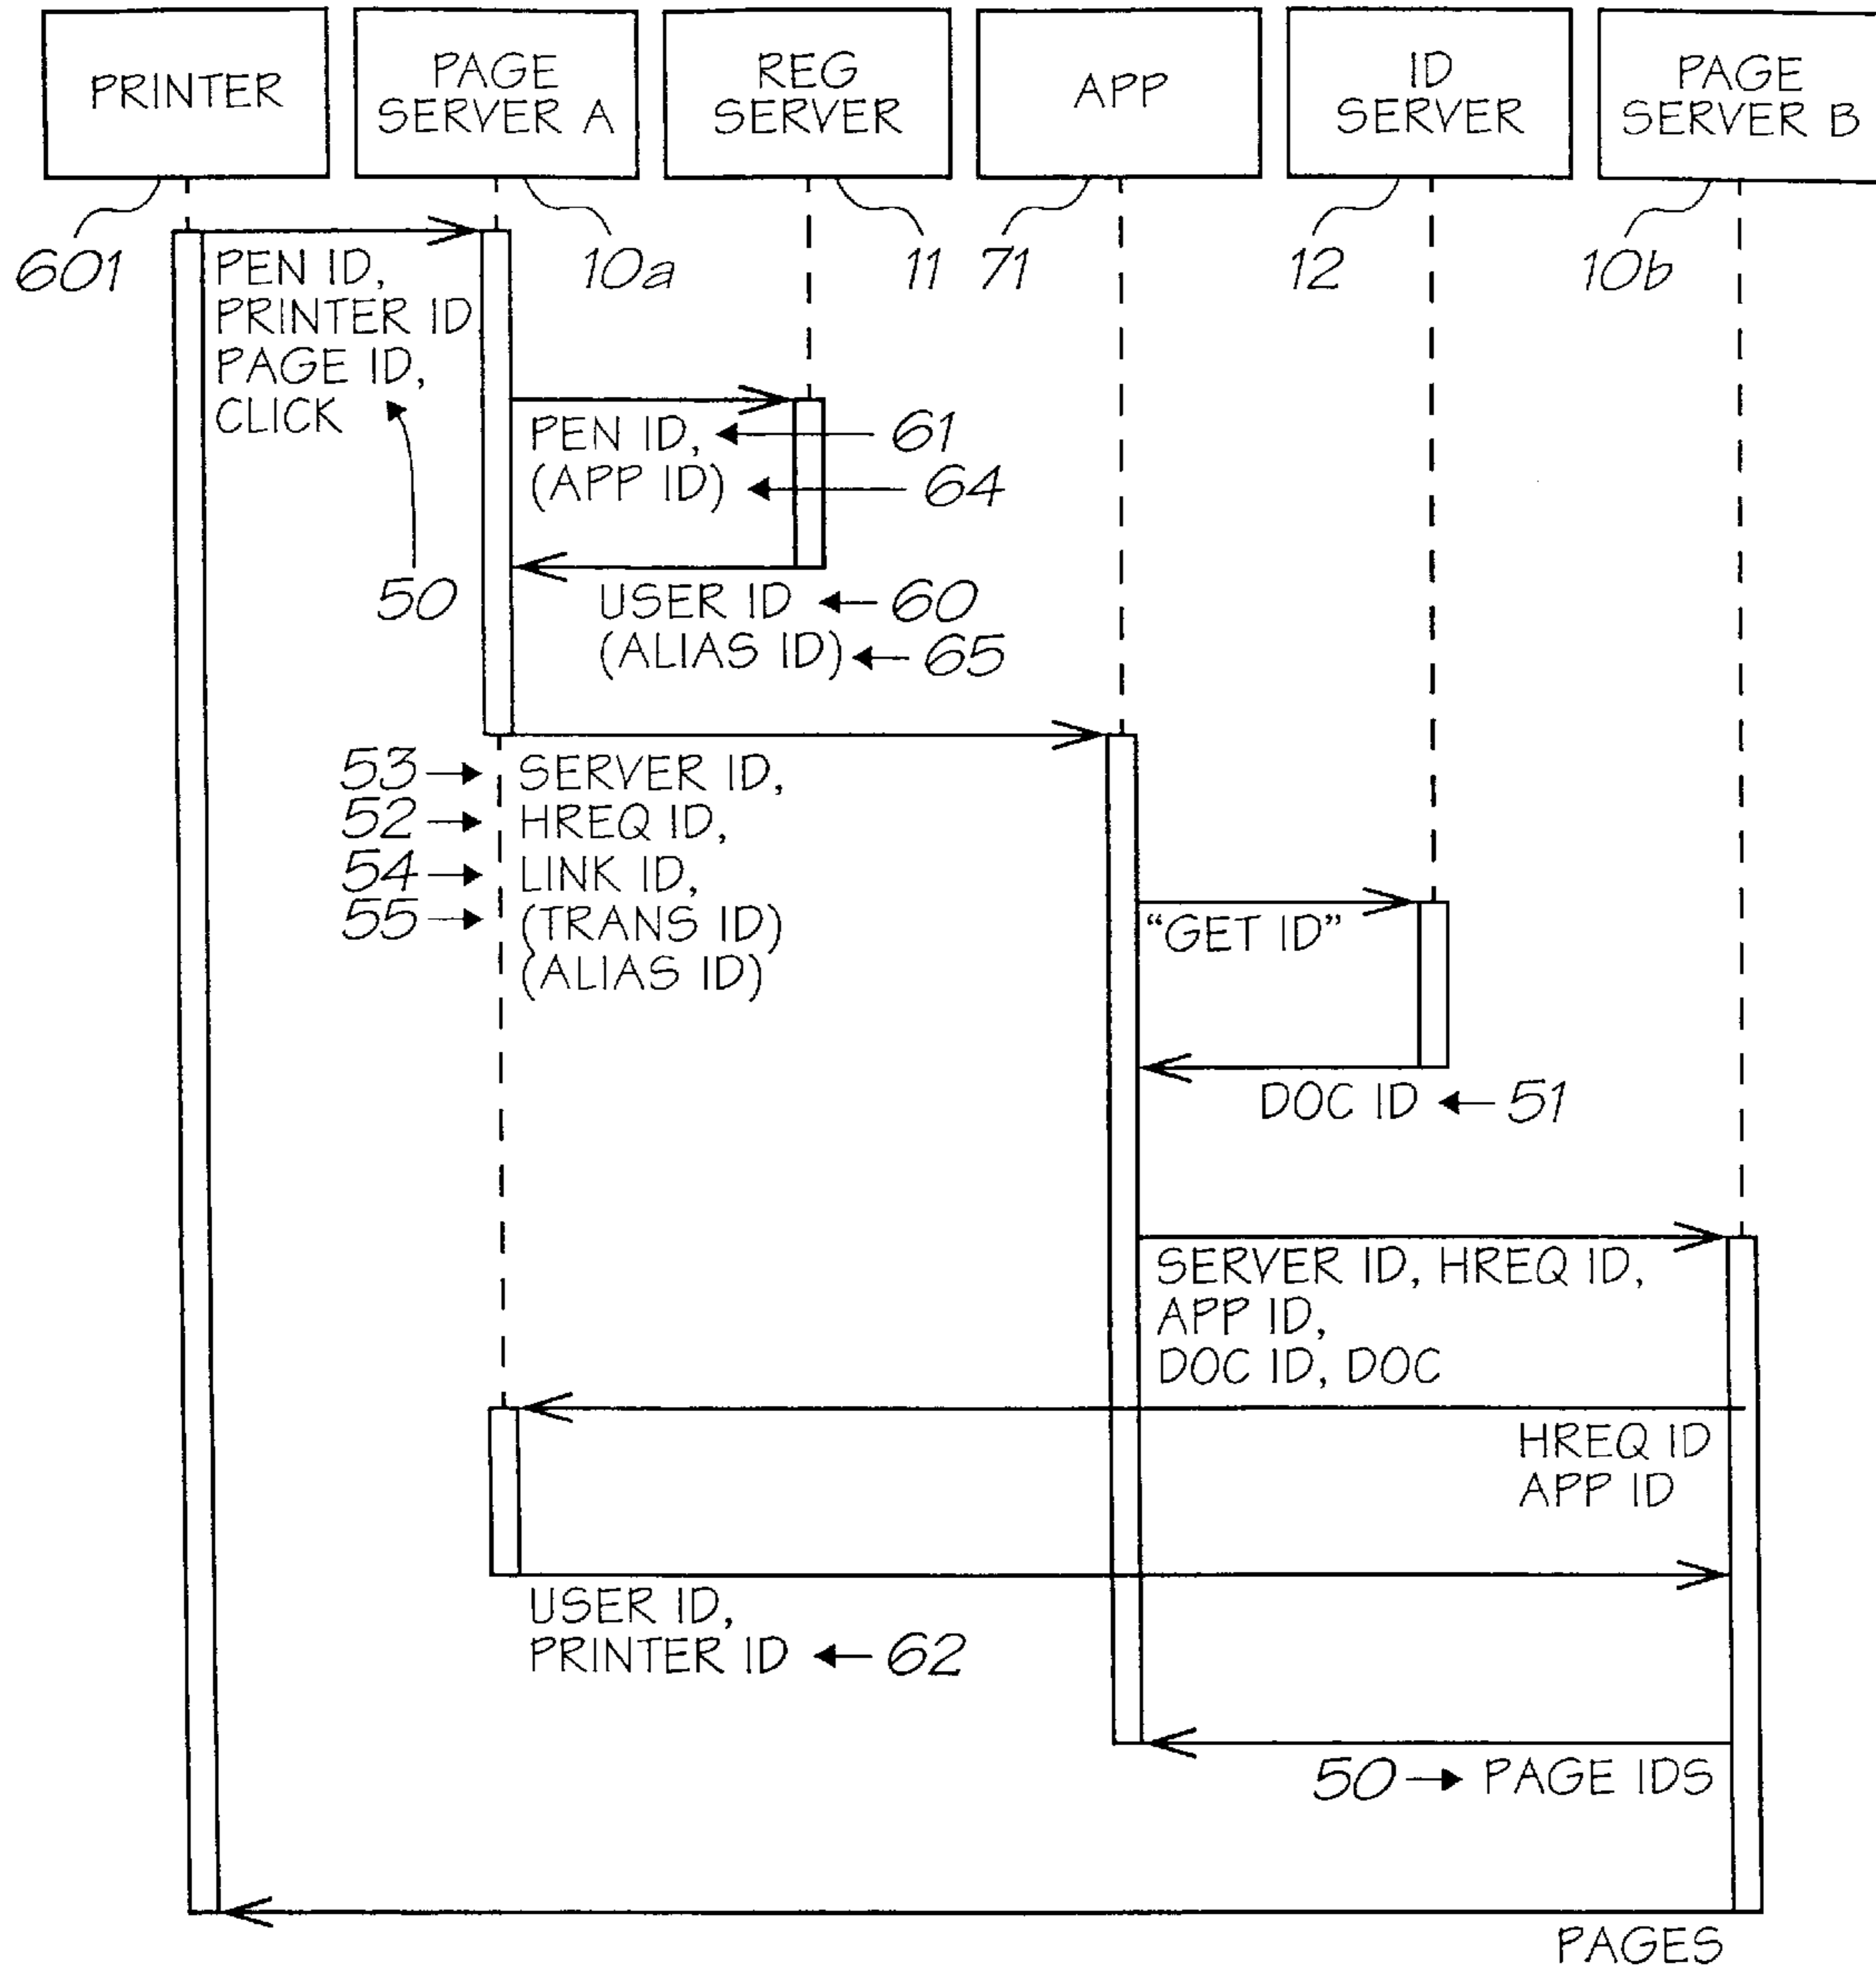 PRINTER
PAGE
SERVER A
REG
SERVER
APP
ID
SERVER
PAGE
SERVER B
601
10a
11
71
12
10b
PEN ID,
PRINTER ID
PAGE ID,
CLICK
50
PEN ID,
61
(APP ID)
64
USER ID
60
(ALIAS ID)
65
53
SERVER ID,
52
HREQ ID,
54
LINK ID,
55
(TRANS ID)
(ALIAS ID)
“GET ID”
DOC ID
51
SERVER ID, HREQ ID,
APP ID,
DOC ID, DOC
HREQ ID
APP ID
USER ID,
PRINTER ID
62
50
PAGE IDS
PAGES